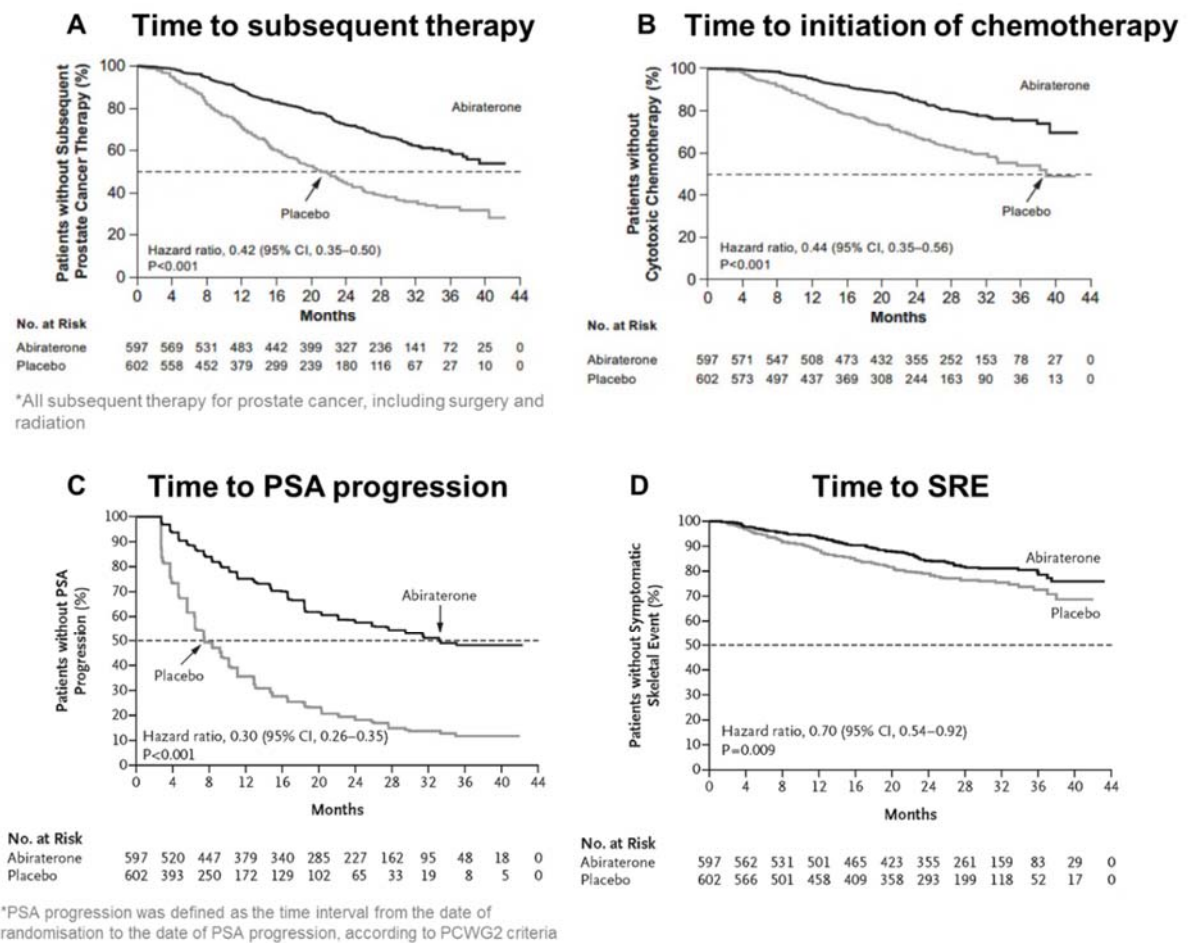 A Time to subsequent therapy
Patients without Subsequent
Prostate Cancer Therapy (%)
100
80
60
40
20
0
Abiraterone
Placebo
Hazard ratio, 0.42 (95% CI, 0.35–0.50)
P<0.001
0 4 8 12 16 20 24 28 32 36 40 44
Months
No. at Risk
Abiraterone 597 569 531 483 442 399 327 236 141 72 25 0
Placebo 602 558 452 379 299 239 180 116 67 27 10 0
*All subsequent therapy for prostate cancer, including surgery and
radiation
B Time to initiation of chemotherapy
Patients without
Cytotoxic Chemotherapy (%)
100
80
60
40
20
0
Abiraterone
Placebo
Hazard ratio, 0.44 (95% CI, 0.35–0.56)
P<0.001
0 4 8 12 16 20 24 28 32 36 40 44
Months
No. at Risk
Abiraterone 597 571 547 508 473 432 355 252 153 78 27 0
Placebo 602 573 497 437 369 308 244 163 90 36 13 0
C Time to PSA progression
Patients without PSA
Progression (%)
100
90
80
70
60
50
40
30
20
10
0
Abiraterone
Placebo
Hazard ratio, 0.30 (95% CI, 0.26–0.35)
P<0.001
0 4 8 12 16 20 24 28 32 36 40 44
Months
No. at Risk
Abiraterone 597 520 447 379 340 285 227 162 95 48 18 0
Placebo 602 393 250 172 129 102 65 33 19 8 5 0
*PSA progression was defined as the time interval from the date of
randomisation to the date of PSA progression, according to PCWG2 criteria
D Time to SRE
Patients without Symptomatic
Skeletal Event (%)
100
90
80
70
60
50
40
30
20
10
0
Abiraterone
Placebo
Hazard ratio, 0.70 (95% CI, 0.54–0.92)
P=0.009
0 4 8 12 16 20 24 28 32 36 40 44
Months
No. at Risk
Abiraterone 597 562 531 501 465 423 355 261 159 83 29 0
Placebo 602 566 501 458 409 358 293 199 118 52 17 0